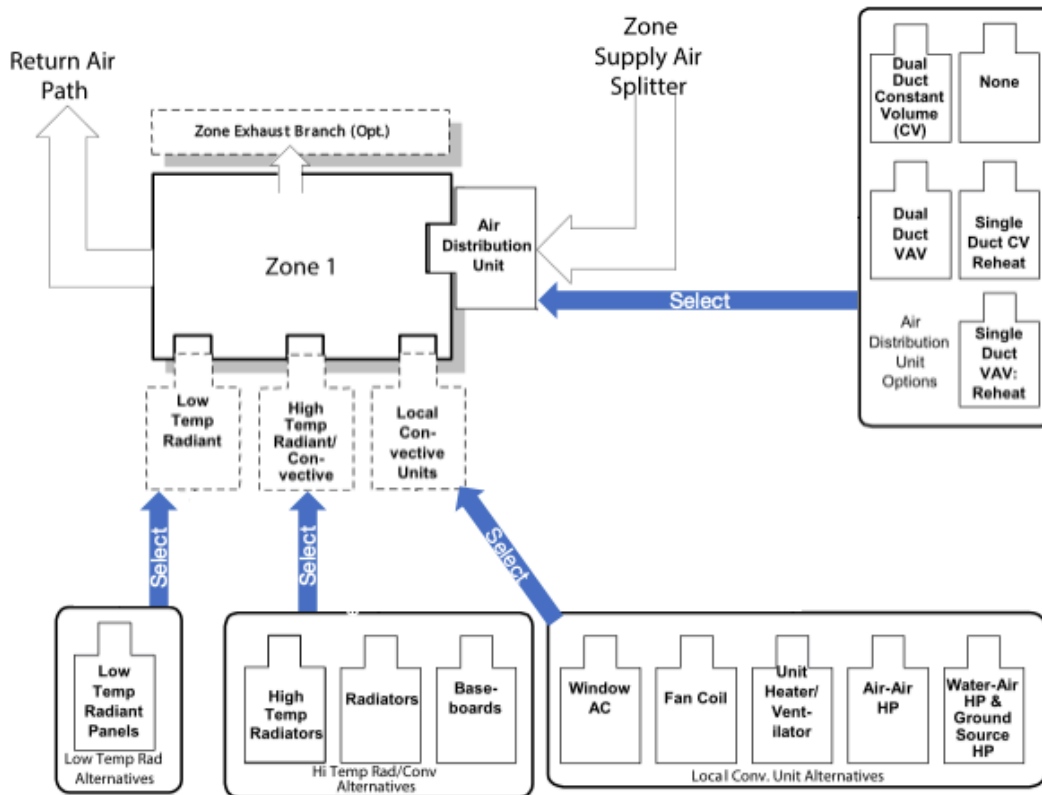 Return Air
Path
Zone
Supply Air
Splitter
Zone Exhaust Branch (Opt.)
Zone 1
Air
Distribution
Unit
Select
Dual
Duct
Constant
Volume
(CV)
None
Dual
Duct
VAV
Single
Duct CV
Reheat
Air
Distribution
Unit
Options
Single
Duct
VAV:
Reheat
Low
Temp
Radiant
High
Temp
Radiant/
Con-
vective
Local
Con-
vective
Units
Select
Select
Select
Low
Temp
Radiant
Panels
Low Temp Rad
Alternatives
High
Temp
Radiators
Radiators
Base-
boards
Hi Temp Rad/Conv
Alternatives
Window
AC
Fan Coil
Unit
Heater/
Vent-
ilator
Air-Air
HP
Water-Air
HP &
Ground
Source
HP
Local Conv. Unit Alternatives